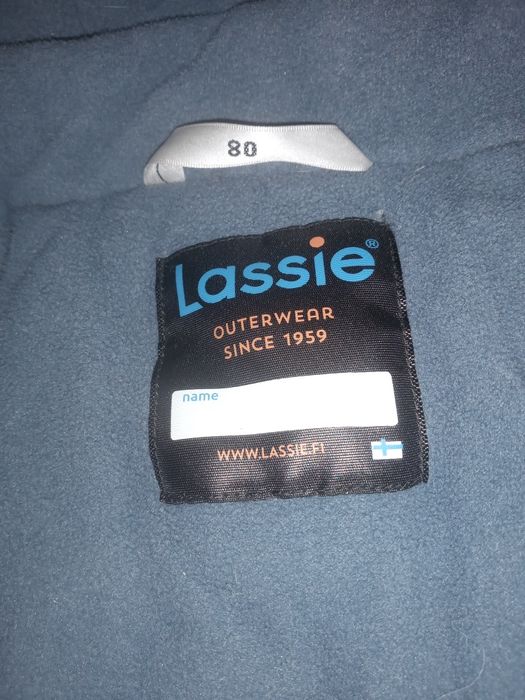 80
Lassie®
OUTERWEAR
SINCE 1959
name
WWW.LASSIE.FI